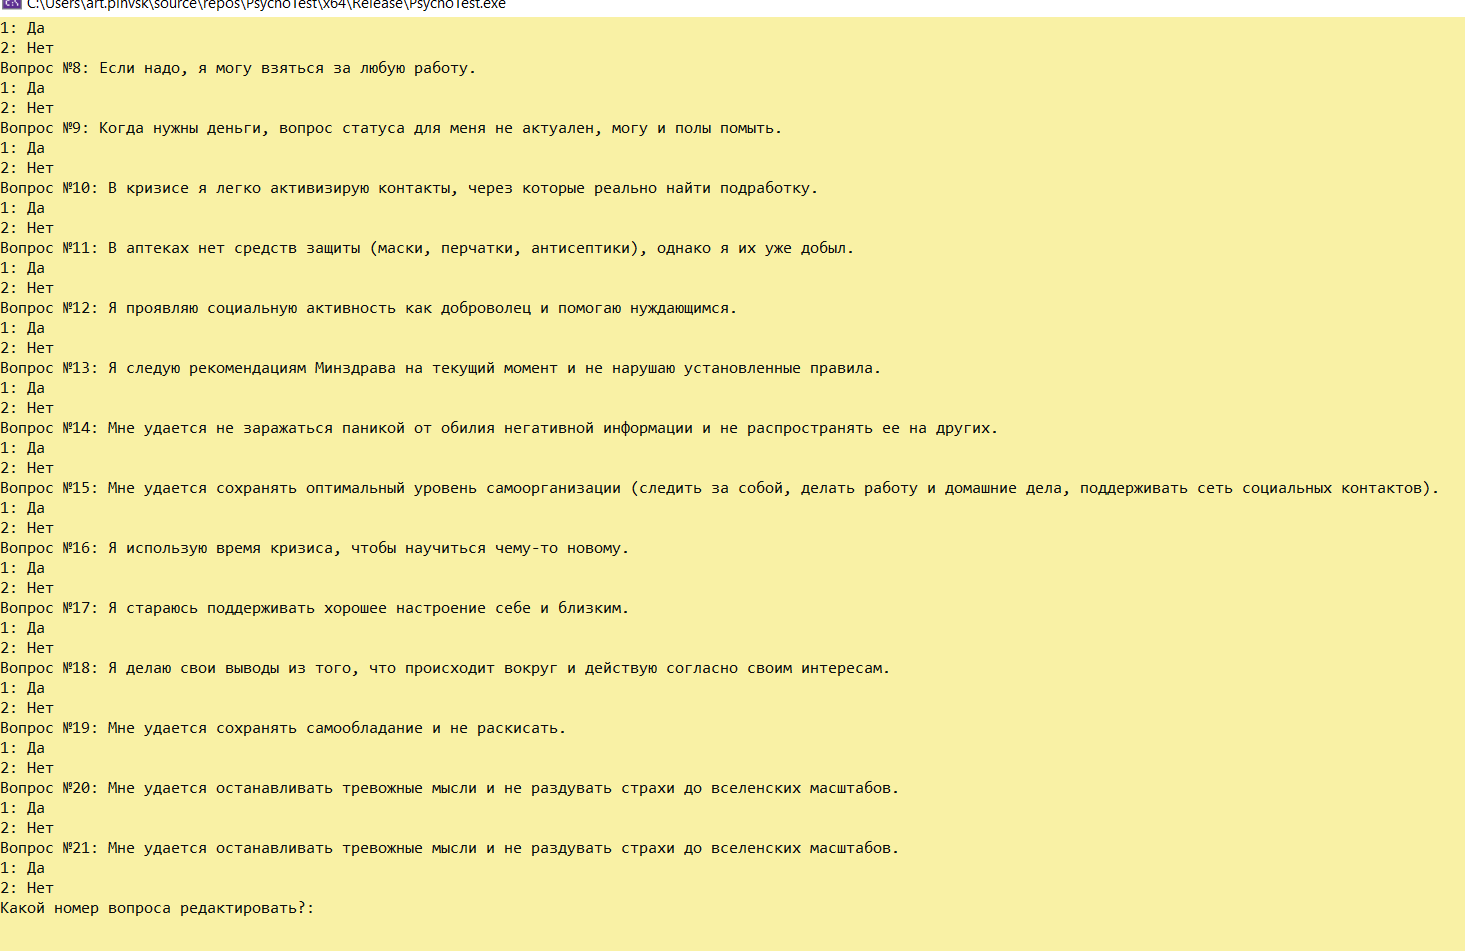 C:\Users\art.pinvsk\source\repos\PsychoTest\x64\Release\PsychoTest.exe
1: Да
2: Нет
Вопрос №8: Если надо, я могу взяться за любую работу.
1: Да
2: Нет
Вопрос №9: Когда нужны деньги, вопрос статуса для меня не актуален, могу и полы помыть.
1: Да
2: Нет
Вопрос №10: В кризисе я легко активизирую контакты, через которые реально найти подработку.
1: Да
2: Нет
Вопрос №11: В аптеках нет средств защиты (маски, перчатки, антисептики), однако я их уже добыл.
1: Да
2: Нет
Вопрос №12: Я проявляю социальную активность как доброволец и помогаю нуждающимся.
1: Да
2: Нет
Вопрос №13: Я следую рекомендациям Минздрава на текущий момент и не нарушаю установленные правила.
1: Да
2: Нет
Вопрос №14: Мне удается не заражаться паникой от обилия негативной информации и не распространять ее на других.
1: Да
2: Нет
Вопрос №15: Мне удается сохранять оптимальный уровень самоорганизации (следить за собой, делать работу и домашние дела, поддерживать сеть социальных контактов).
1: Да
2: Нет
Вопрос №16: Я использую время кризиса, чтобы научиться чему-то новому.
1: Да
2: Нет
Вопрос №17: Я стараюсь поддерживать хорошее настроение себе и близким.
1: Да
2: Нет
Вопрос №18: Я делаю свои выводы из того, что происходит вокруг и действую согласно своим интересам.
1: Да
2: Нет
Вопрос №19: Мне удается сохранять самообладание и не раскисать.
1: Да
2: Нет
Вопрос №20: Мне удается останавливать тревожные мысли и не раздувать страхи до вселенских масштабов.
1: Да
2: Нет
Вопрос №21: Мне удается останавливать тревожные мысли и не раздувать страхи до вселенских масштабов.
1: Да
2: Нет
Какой номер вопроса редактировать?: